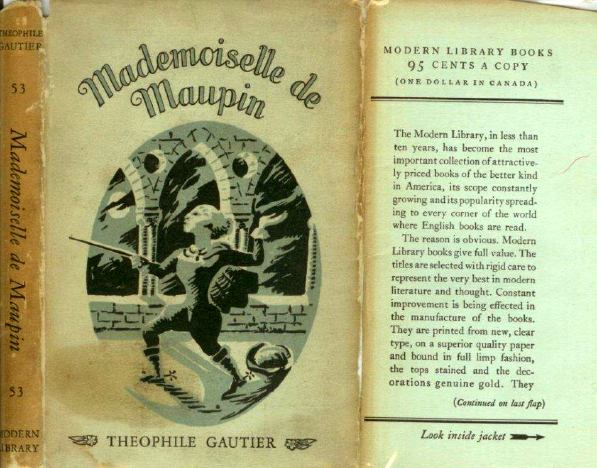 THEOPHILE
GAUTIER
53
Mademoiselle de Maupin
53
MODERN
LIBRARY
Mademoiselle de
Maupin
THEOPHILE GAUTIER
MODERN LIBRARY BOOKS
95 CENTS A COPY
(ONE DOLLAR IN CANADA)
The Modern Library, in less than
ten years, has become the most
important collection of attractive-
ly priced books of the better kind
in America, its scope constantly
growing and its popularity spread-
ing to every corner of the world
where English books are read.
The reason is obvious. Modern
Library books give full value. The
titles are selected with rigid care to
represent the very best in modern
literature and thought. Constant
improvement is being effected in
the manufacture of the books.
They are printed from new, clear
type, on a superior quality paper
and bound in full limp fashion,
the tops stained and the dec-
orations genuine gold. They
(Continued on last flap)
Look inside jacket